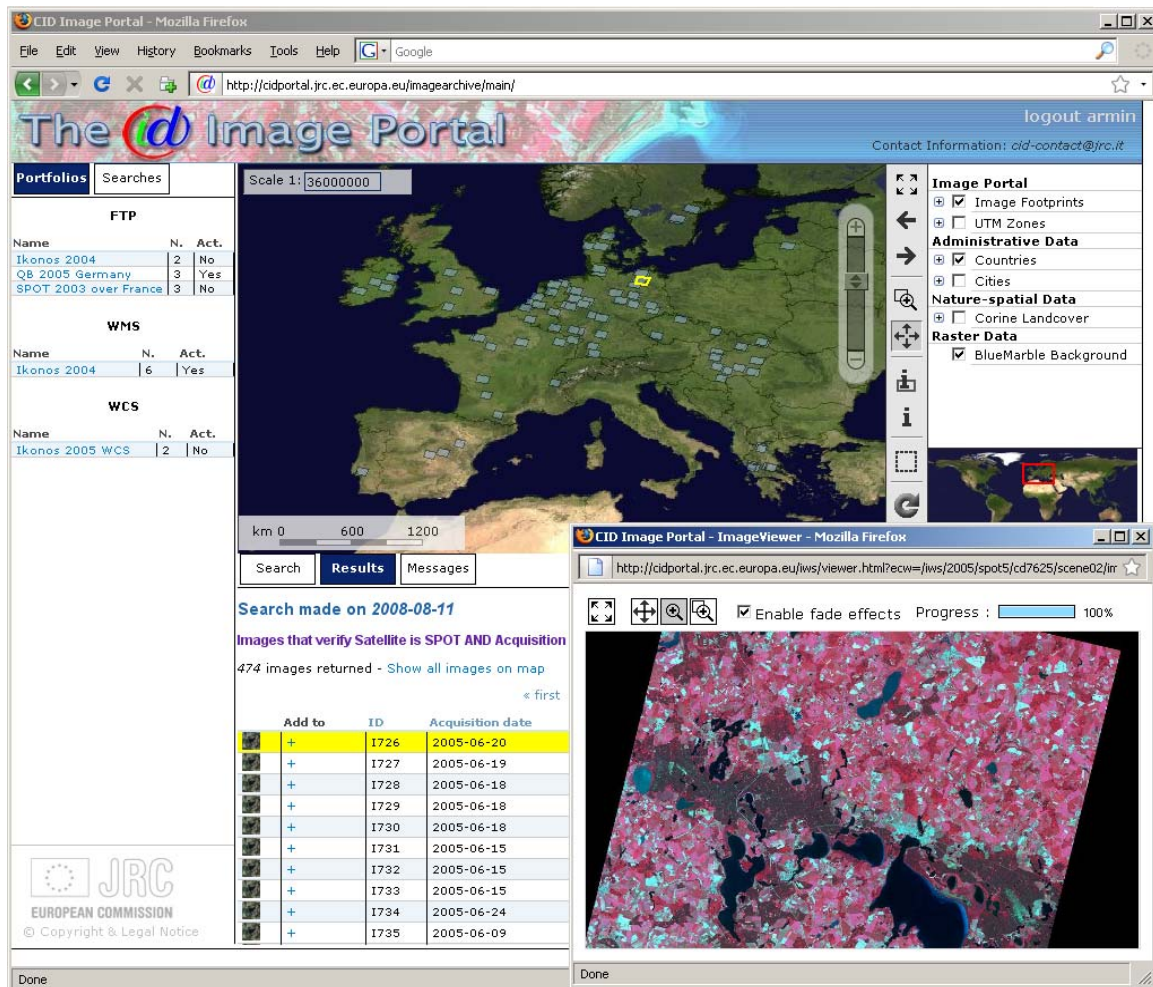 CID Image Portal - Mozilla Firefox
File Edit View History Bookmarks Tools Help G Google
http://cidportal.jrc.ec.europa.eu/imagearchive/main/
The cid Image Portal
logout armin
Contact Information: cid-contact@jrc.it
Portfolios Searches
FTP
Name N. Act.
Ikonos 2004 2 No
QB 2005 Germany 3 Yes
SPOT 2003 over France 3 No
WMS
Name N. Act.
Ikonos 2004 6 Yes
WCS
Name N. Act.
Ikonos 2005 WCS 2 No
JRC
EUROPEAN COMMISSION
© Copyright & Legal Notice
Scale 1: 36000000
km 0 600 1200
Image Portal
Image Footprints
UTM Zones
Administrative Data
Countries
Cities
Nature-spatial Data
Corine Landcover
Raster Data
BlueMarble Background
Search Results Messages
Search made on 2008-08-11
Images that verify Satellite is SPOT AND Acquisition
474 images returned - Show all images on map
« first
Add to ID Acquisition date
+ I726 2005-06-20
+ I727 2005-06-19
+ I728 2005-06-18
+ I729 2005-06-18
+ I730 2005-06-18
+ I731 2005-06-15
+ I732 2005-06-15
+ I733 2005-06-15
+ I734 2005-06-24
+ I735 2005-06-09
Done
CID Image Portal - ImageViewer - Mozilla Firefox
http://cidportal.jrc.ec.europa.eu/iws/viewer.html?ecw=/iws/2005/spot5/cd7625/scene02/im
Enable fade effects Progress : 100%
Done